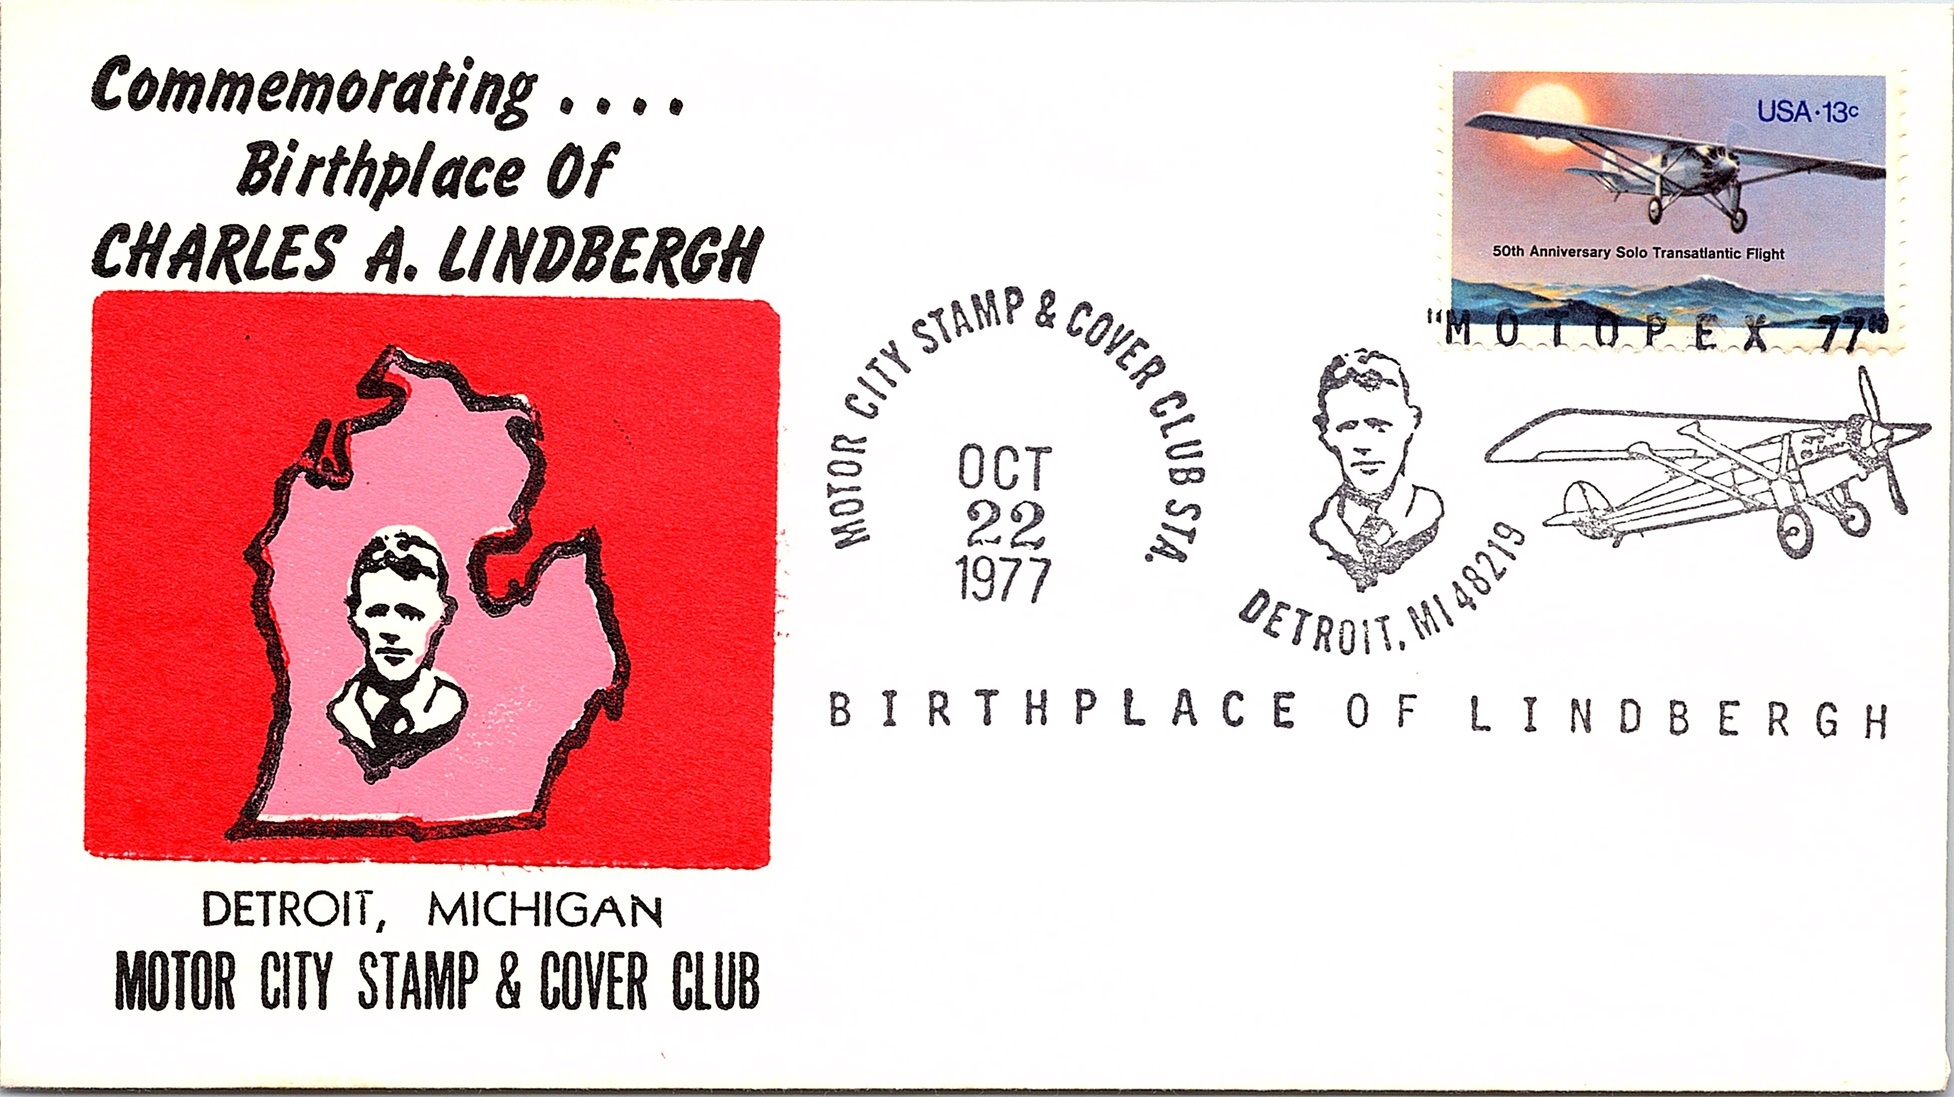 Commemorating ....
Birthplace Of
CHARLES A. LINDBERGH
DETROIT, MICHIGAN
MOTOR CITY STAMP & COVER CLUB
USA·13c
50th Anniversary Solo Transatlantic Flight
"MOTOPEX 77"
MOTOR CITY STAMP & COVER CLUB STA.
OCT
22
1977
DETROIT, MI 48219
BIRTHPLACE OF LINDBERGH